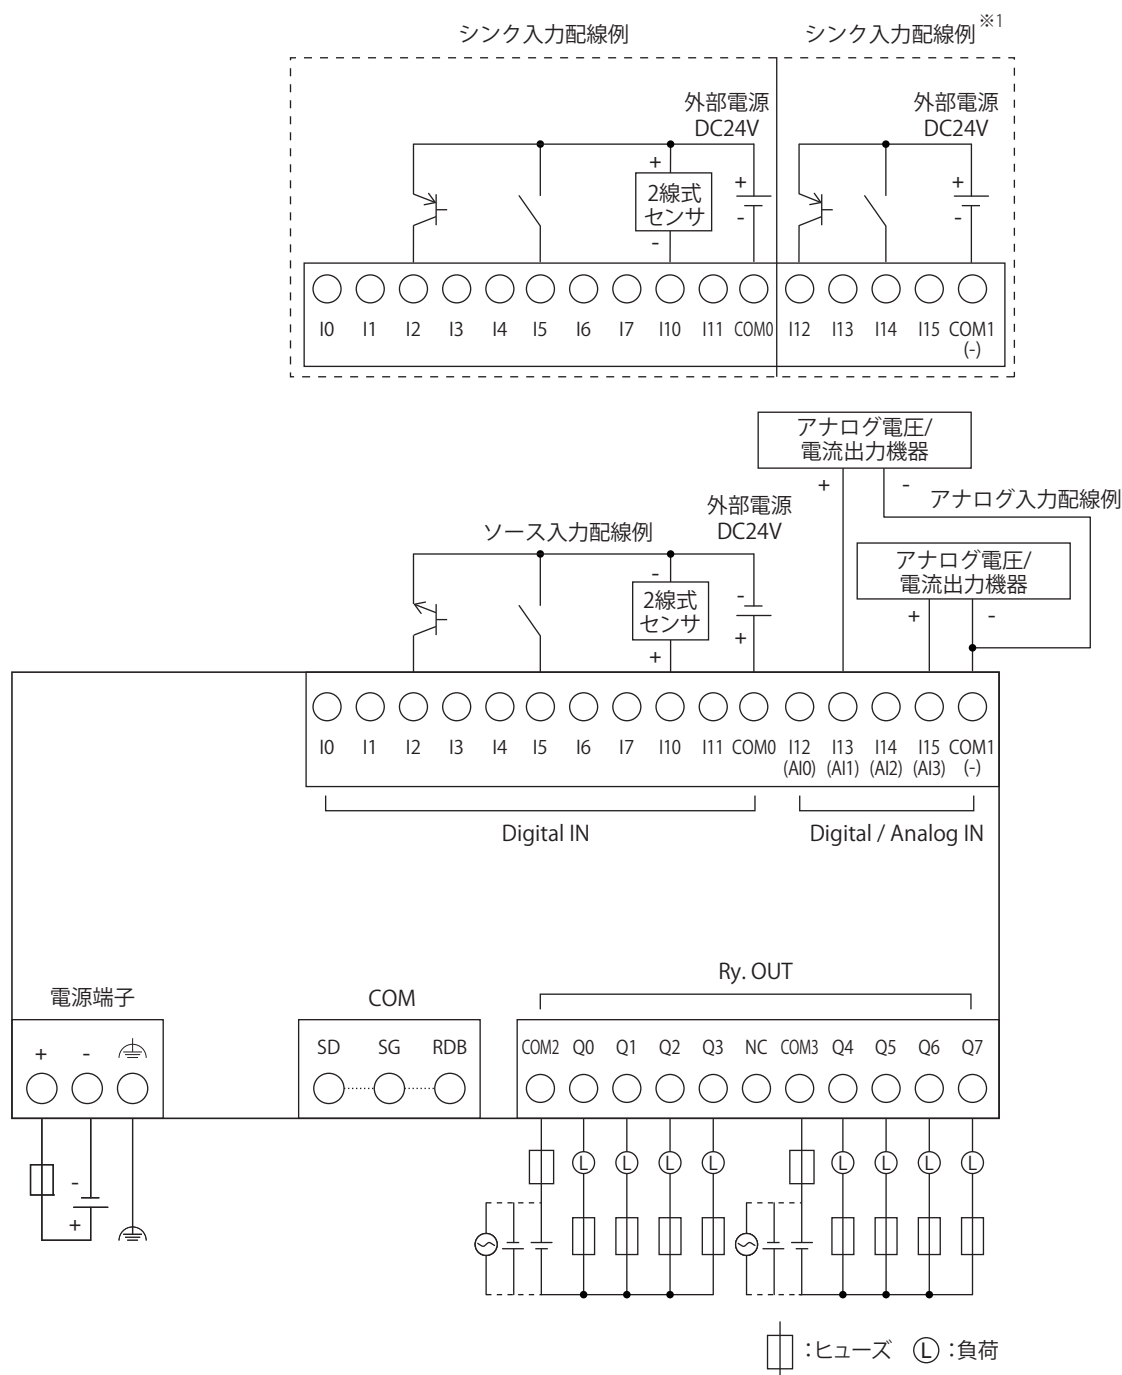 シンク入力配線例
シンク入力配線例※1
外部電源
DC24V
外部電源
DC24V
+
2線式
センサ
-
+
-
+
-
I0 I1 I2 I3 I4 I5 I6 I7 I10 I11 COM0 I12 I13 I14 I15 COM1
(-)
アナログ電圧/
電流出力機器
+ -
アナログ入力配線例
外部電源
DC24V
ソース入力配線例
アナログ電圧/
電流出力機器
+ -
-
2線式
センサ
+
-
+
I0 I1 I2 I3 I4 I5 I6 I7 I10 I11 COM0 I12 I13 I14 I15 COM1
(AI0) (AI1) (AI2) (AI3) (-)
Digital IN
Digital / Analog IN
Ry. OUT
電源端子
COM
+ -
SD SG RDB
COM2 Q0 Q1 Q2 Q3 NC COM3 Q4 Q5 Q6 Q7
L L L L L L L L
-
+
:ヒューズ L :負荷